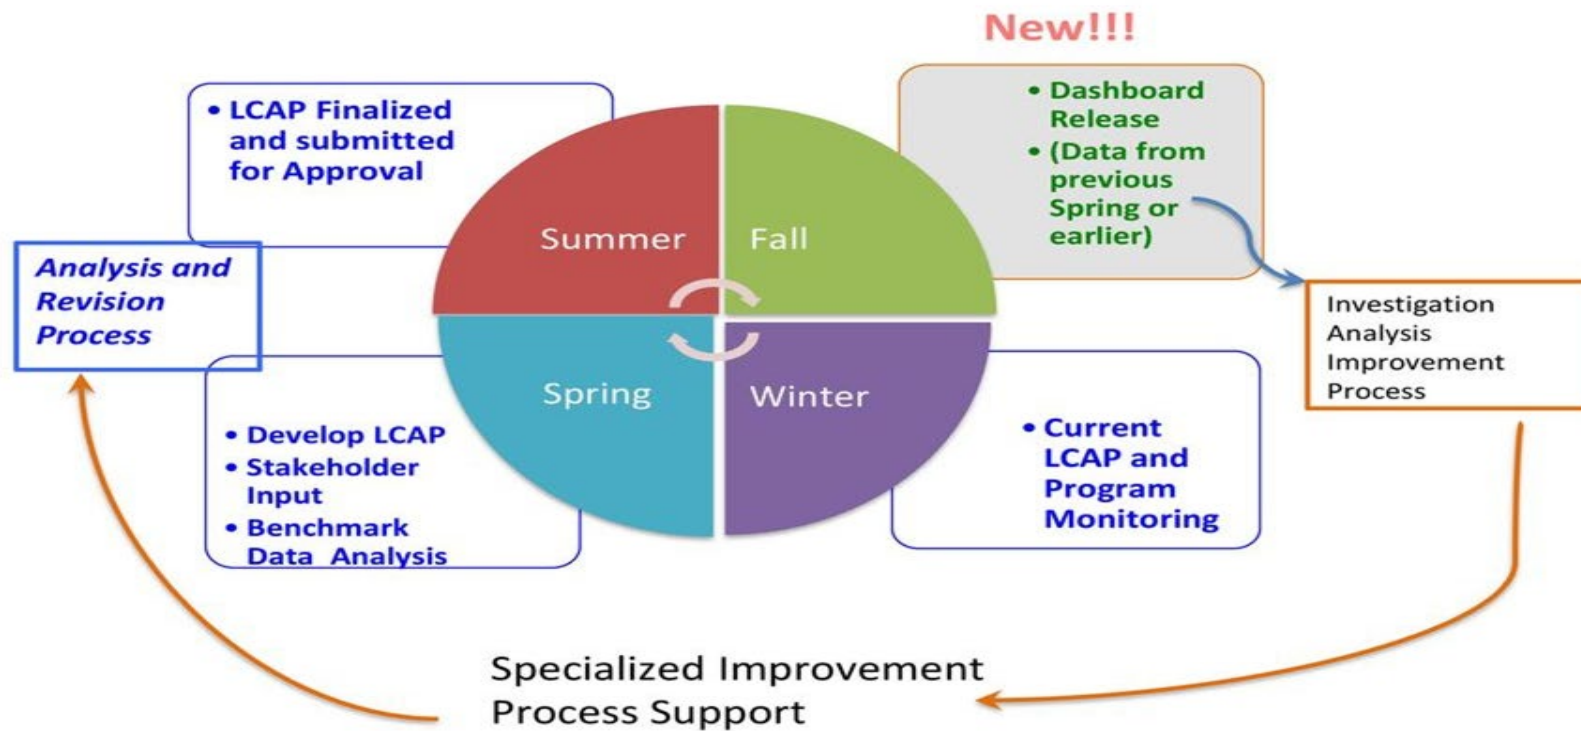 New!!!
• LCAP Finalized
and submitted
for Approval
• Dashboard
Release
• (Data from
previous
Spring or
earlier)
Summer
Fall
Analysis and
Revision
Process
Investigation
Analysis
Improvement
Process
Spring
Winter
• Develop LCAP
• Stakeholder
Input
• Benchmark
Data Analysis
• Current
LCAP and
Program
Monitoring
Specialized Improvement
Process Support